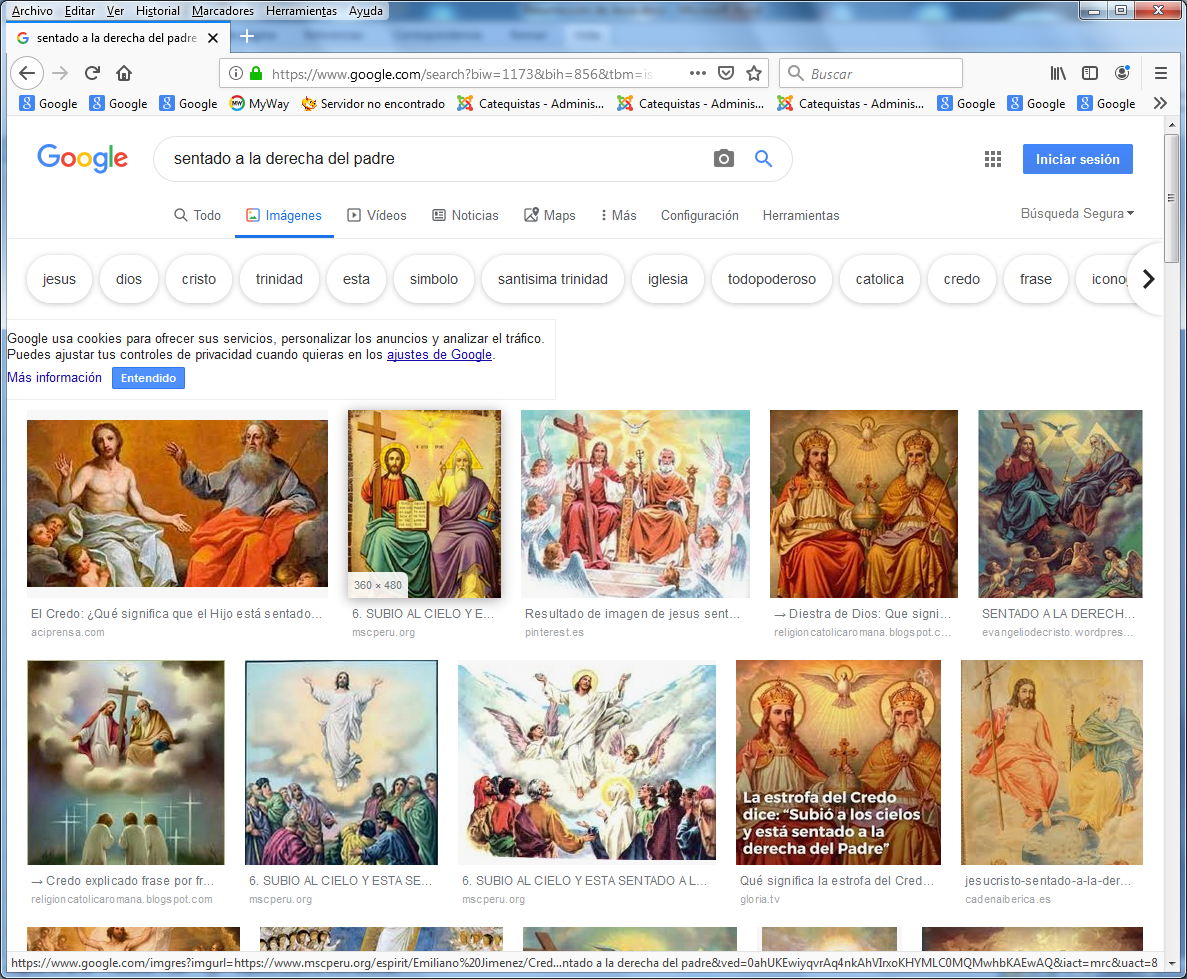 Archivo Editar Ver Historial Marcadores Herramientas Ayuda
sentado a la derecha del padre
https://www.google.com/search?biw=1173&bih=856&tbm=is
Buscar
Google Google Google MyWay Servidor no encontrado Catequistas - Adminis... Catequistas - Adminis... Catequistas - Adminis... Google Google Google
Google
sentado a la derecha del padre
Iniciar sesión
Todo Imágenes Vídeos Noticias Maps Más Configuración Herramientas Búsqueda Segura
jesus dios cristo trinidad esta simbolo santisima trinidad iglesia todopoderoso catolica credo frase icono
Google usa cookies para ofrecer sus servicios, personalizar los anuncios y analizar el tráfico.
Puedes ajustar tus controles de privacidad cuando quieras en los ajustes de Google.
Más información Entendido
360 × 480
El Credo: ¿Qué significa que el Hijo está sentado...
aciprensa.com
6. SUBIO AL CIELO Y E...
mscperu.org
Resultado de imagen de jesus sent...
pinterest.es
→ Diestra de Dios: Que signi...
religioncatolicaromana.blogspot.c...
SENTADO A LA DERECH...
evangeliodecristo.wordpres...
La estrofa del Credo
dice: “Subió a los cielos
y está sentado a la
derecha del Padre”
→ Credo explicado frase por fr...
religioncatolicaromana.blogspot.com
6. SUBIO AL CIELO Y ESTA SE...
mscperu.org
6. SUBIO AL CIELO Y ESTA SENTADO A L...
mscperu.org
Qué significa la estrofa del Cred...
gloria.tv
jesucristo-sentado-a-la-der...
cadenaiberica.es
https://www.google.com/imgres?imgurl=https://www.mscperu.org/espirit/Emiliano%20Jimenez/Cred...ntado a la derecha del padre&ved=0ahUKEwiyqvrAq4nkAhVIrxoKHYMLC0MQMwhbKAEwAQ&iact=mrc&uact=8